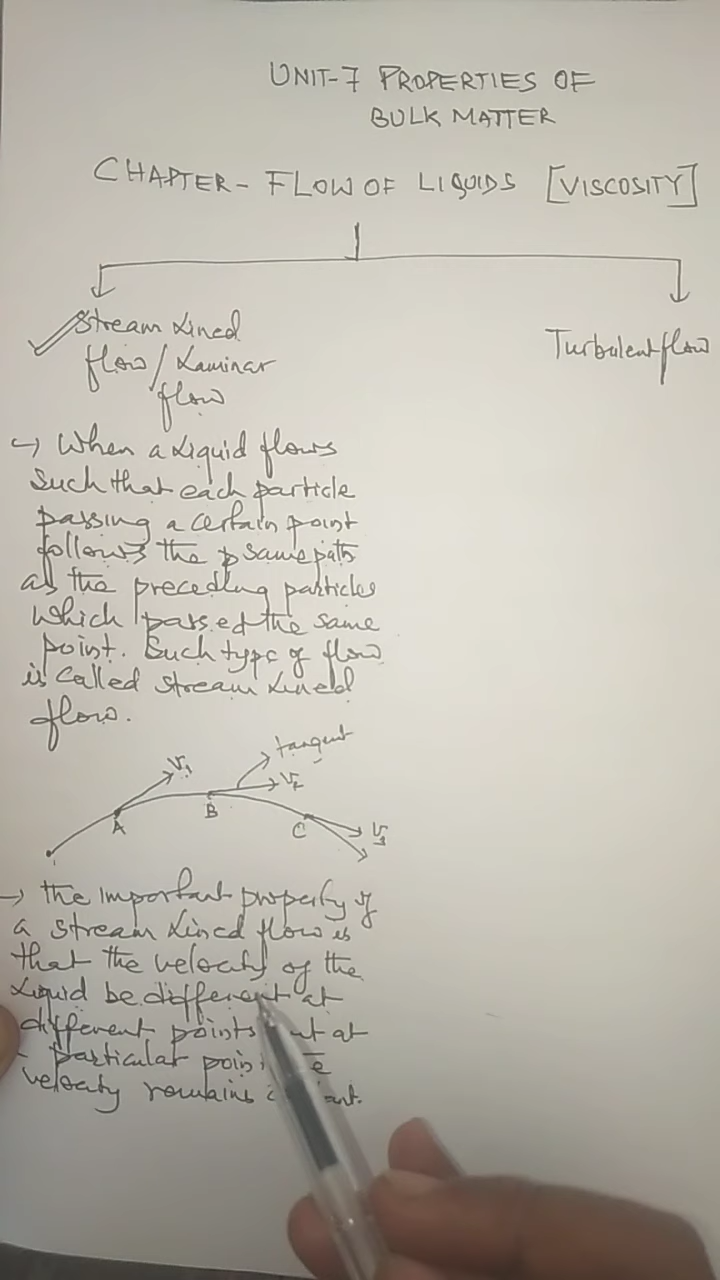 UNIT-7 PROPERTIES OF
BULK MATTER
CHAPTER- FLOW OF LIQUIDS [VISCOSITY]
Stream Lined
flow/Laminar
flow
Turbulent flow
→ When a Liquid flows
Such that each particle
passing a certain point
follows the same path
as the preceding particles
which passed the same
point. Such type of flow
is called stream Lined
flow.
tangent
V1
V2
A
B
C
V3
→ the important property of
a stream Lined flow is
that the velocity of the
Liquid be different at
different points at
particular
velocity remains